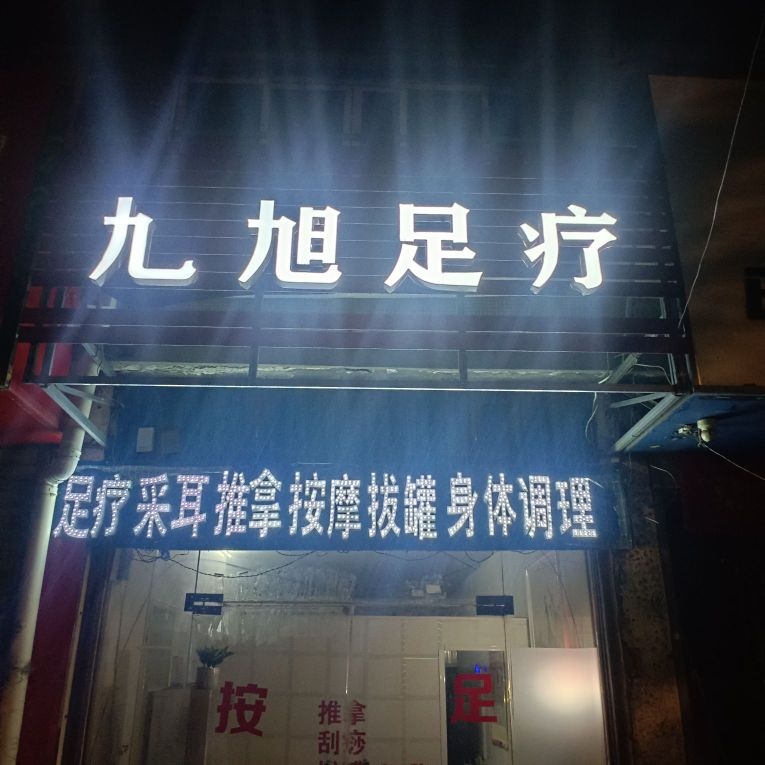 九旭足疗
足疗 采耳 推拿 按摩 拔罐 身体调理
按
足
推拿
刮痧